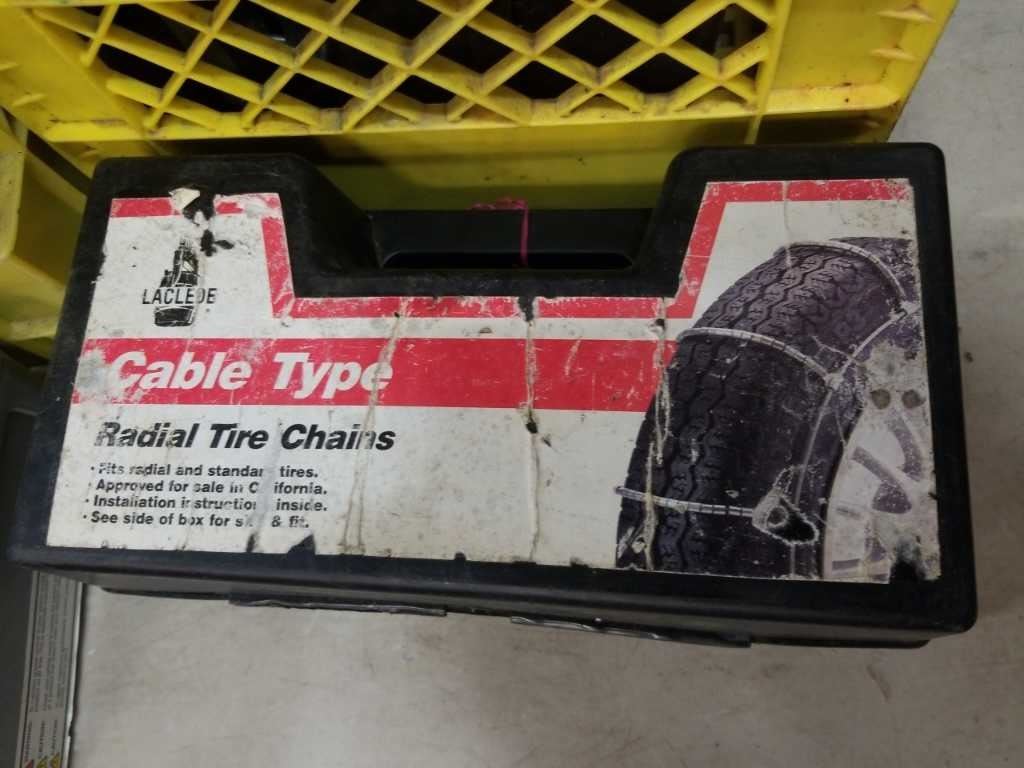 LACLEDE
Cable Type
Radial Tire Chains
· Fits radial and standard tires.
· Approved for sale in California.
· Installation instructions inside.
· See side of box for size & fit.